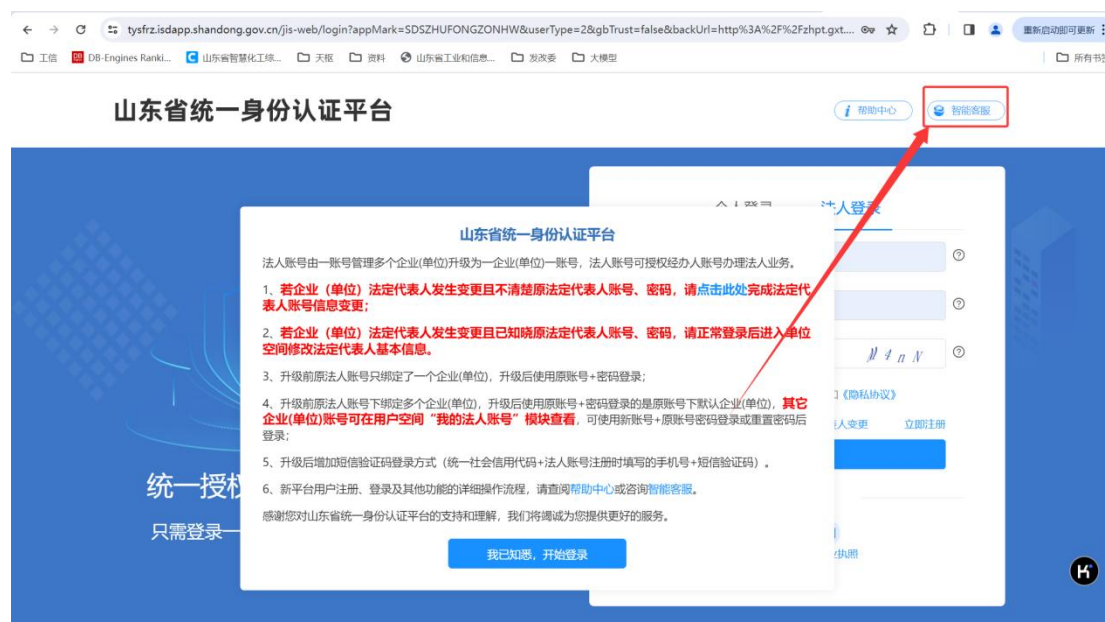 tysfrz.isdapp.shandong.gov.cn/jis-web/login?appMark=SDSZHUFONGZONHW&userType=2&gbTrust=false&backUrl=http%3A%2F%2Fzhpt.gxt....
重新启动即可更新
工信
DB-Engines Ranki...
山东省智慧化工综...
天枢
资料
山东省工业和信息...
发改委
大模型
所有书签
山东省统一身份认证平台
帮助中心
智能客服
个人登录
法人登录
山东省统一身份认证平台
法人账号由一账号管理多个企业(单位)升级为一企业(单位)一账号，法人账号可授权经办人账号办理法人业务。
1、若企业（单位）法定代表人发生变更且不清楚原法定代表人账号、密码，请点击此处完成法定代
表人账号信息变更；
2、若企业（单位）法定代表人发生变更且已知晓原法定代表人账号、密码，请正常登录后进入单位
空间修改法定代表人基本信息。
3、升级前原法人账号只绑定了一个企业(单位)，升级后使用原账号+密码登录；
4、升级前原法人账号下绑定多个企业(单位)，升级后使用原账号+密码登录的是原账号下默认企业(单位)，其它
企业(单位)账号可在用户空间“我的法人账号”模块查看，可使用新账号+原账号密码登录或重置密码后
登录；
5、升级后增加短信验证码登录方式（统一社会信用代码+法人账号注册时填写的手机号+短信验证码）。
6、新平台用户注册、登录及其他功能的详细操作流程，请查阅帮助中心或咨询智能客服。
感谢您对山东省统一身份认证平台的支持和理解，我们将竭诚为您提供更好的服务。
我已知悉，开始登录
M4nN
《隐私协议》
人变更
立即注册
统一授权
只需登录一
执照